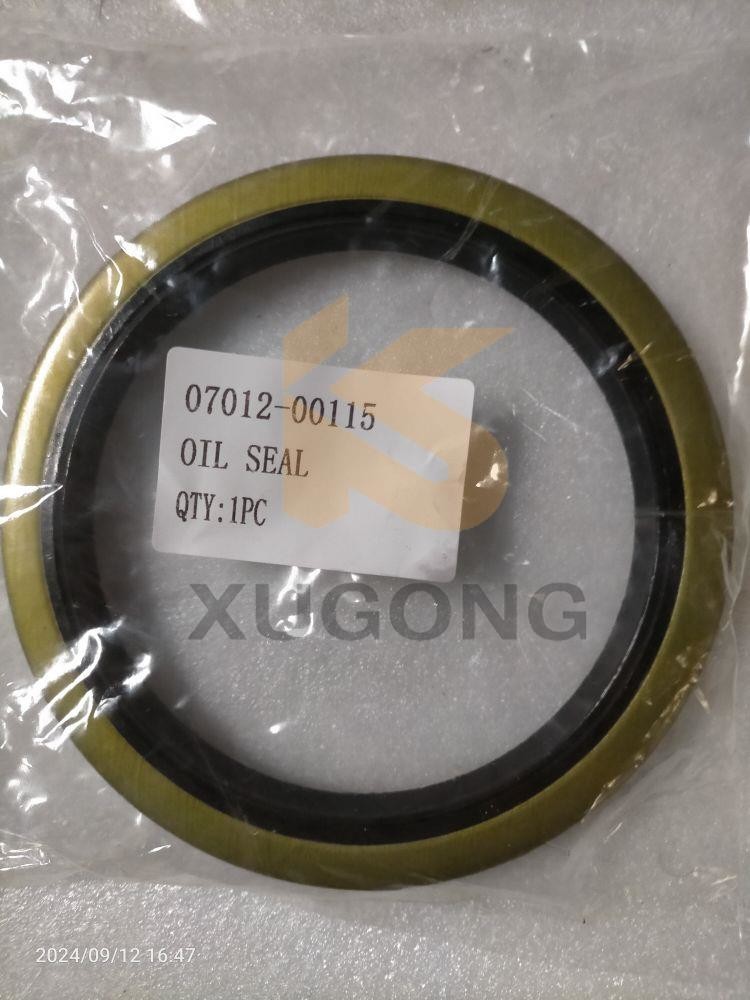 07012-00115
OIL SEAL
QTY:1PC
XUGONG
2024/09/12 16:47